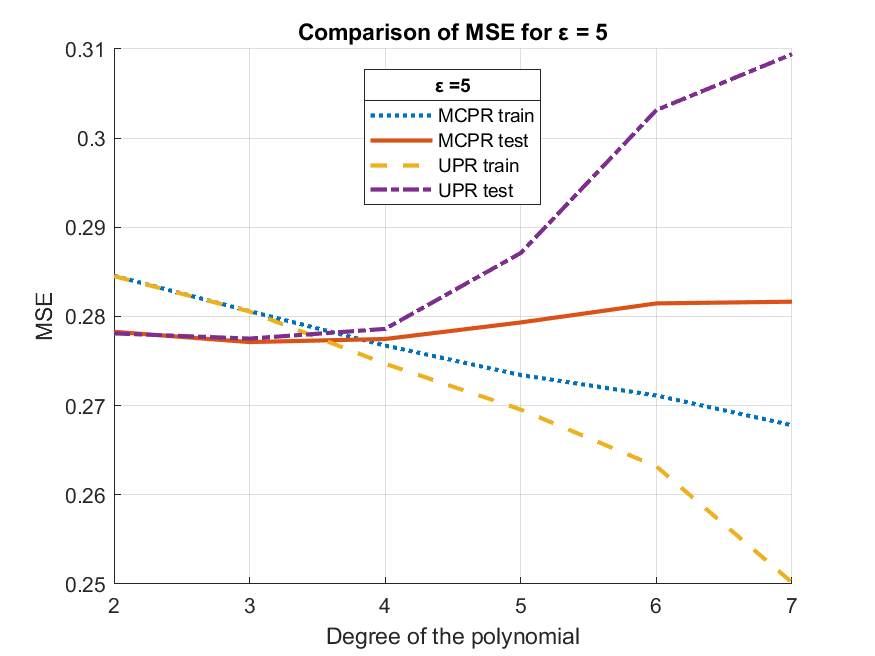 Comparison of MSE for ε = 5
ε =5
MCPR train
MCPR test
UPR train
UPR test
MSE
0.31
0.3
0.29
0.28
0.27
0.26
0.25
2 3 4 5 6 7
Degree of the polynomial